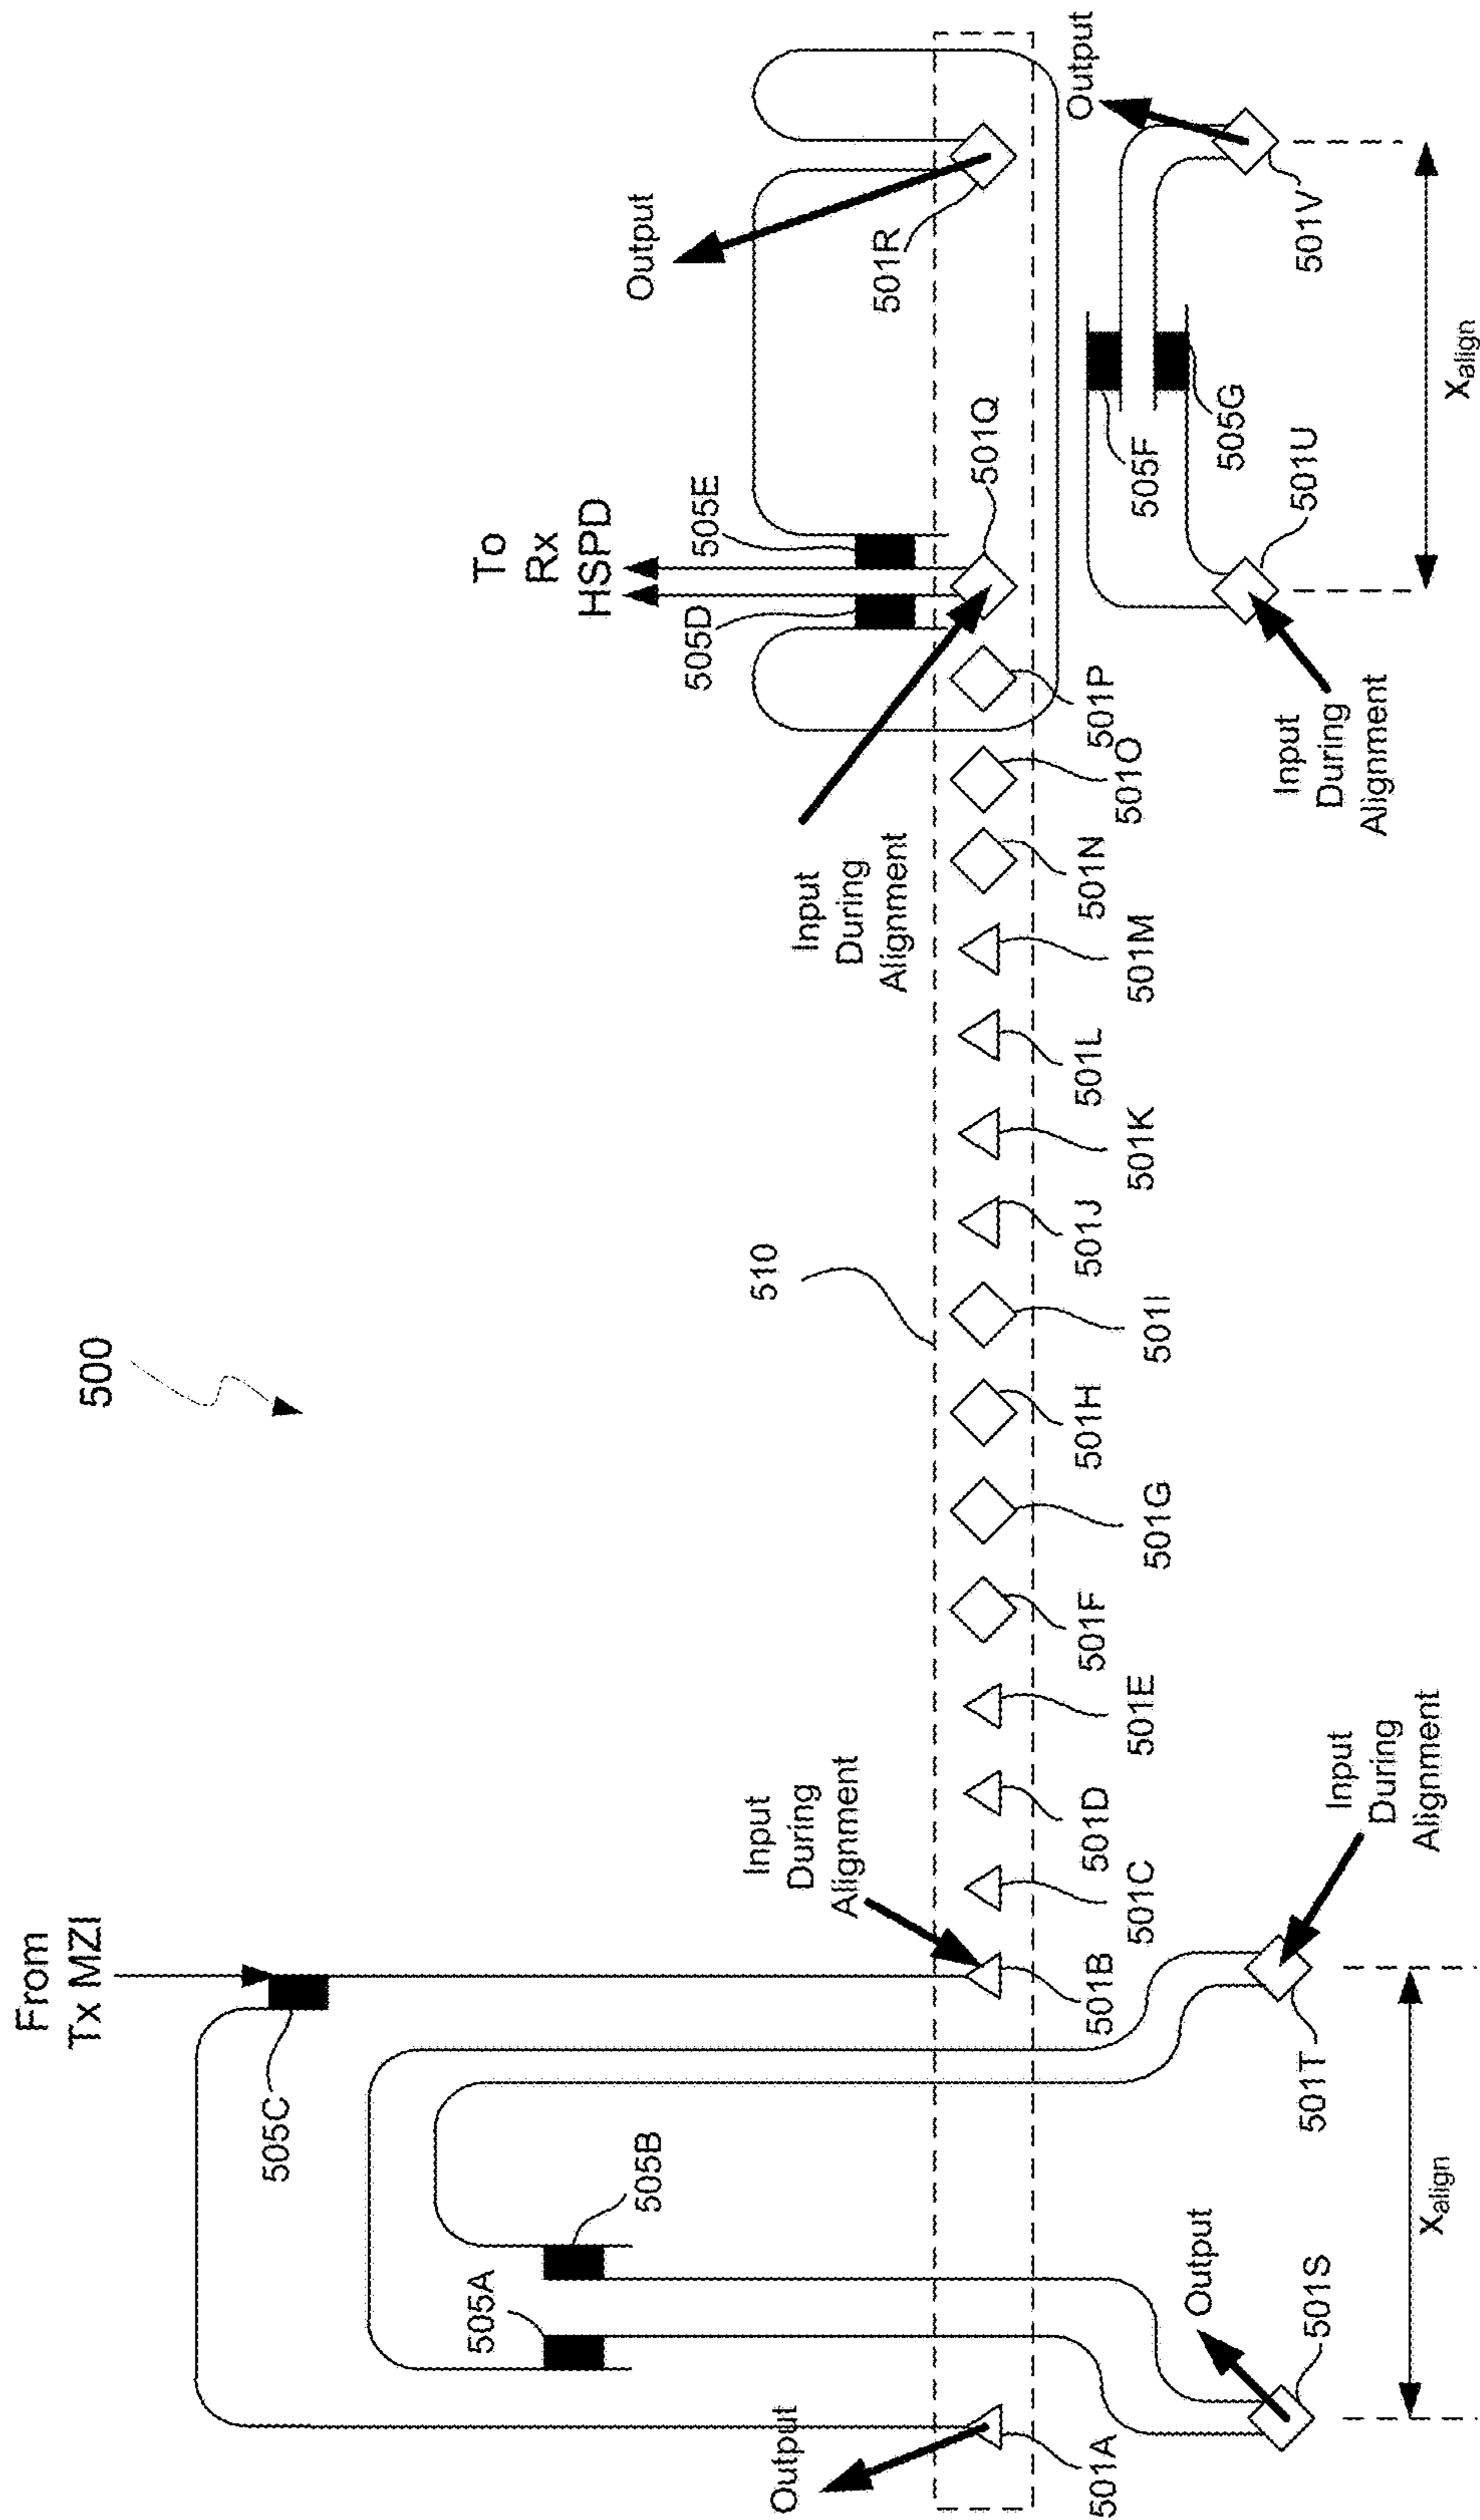 500
From
Tx MZI
505C
505A
505B
Output
Input
During
Alignment
510
Input
During
Alignment
To
Rx
HSPD
505D
505E
Output
501R
501Q
501A
501B
501C
501D
501E
501F
501G
501H
501I
501J
501K
501L
501M
501N
501O
501P
Output
501S
501T
Input
During
Alignment
Xalign
505F
505G
Output
501V
501U
Input
During
Alignment
Xalign